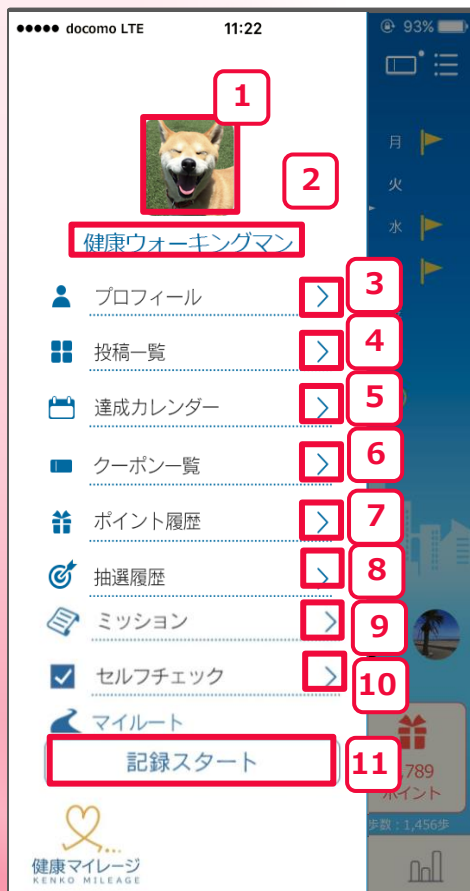 docomo LTE 11:22 93%
1
2
健康ウォーキングマン
プロフィール 3
投稿一覧 4
達成カレンダー 5
クーポン一覧 6
ポイント履歴 7
抽選履歴 8
ミッション 9
セルフチェック 10
マイルート
記録スタート 11
健康マイレージ
KENKO MILEAGE
月
火
水
,789
ポイント
歩数：1,456歩